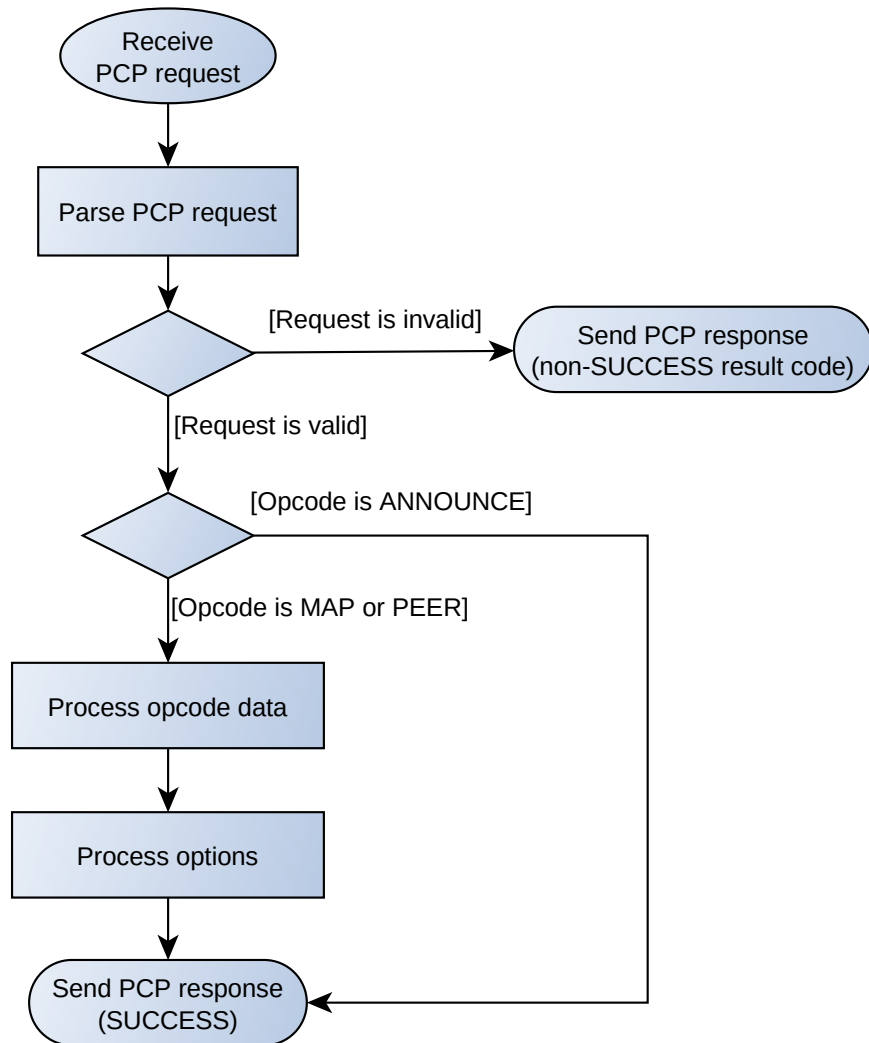 Receive
PCP request
Parse PCP request
[Request is invalid]
Send PCP response
(non-SUCCESS result code)
[Request is valid]
[Opcode is ANNOUNCE]
[Opcode is MAP or PEER]
Process opcode data
Process options
Send PCP response
(SUCCESS)